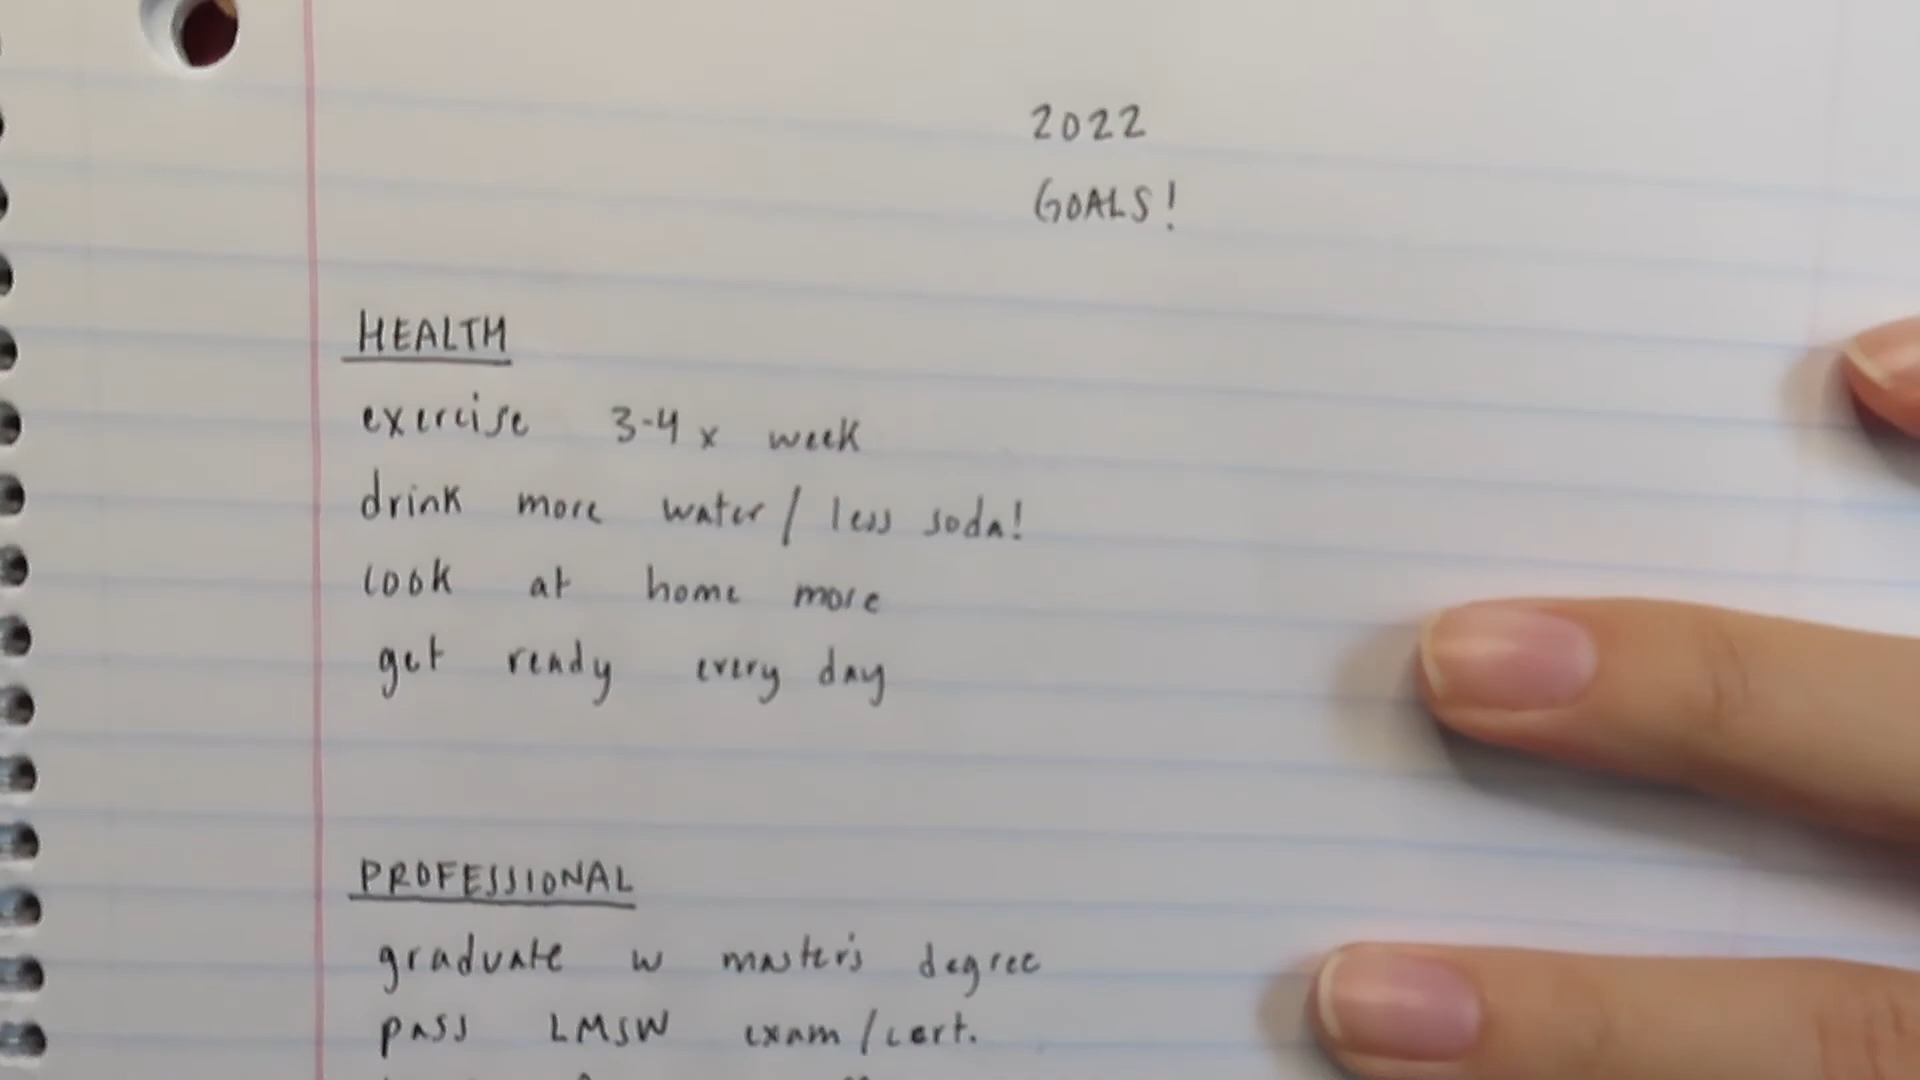 2022
GOALS!
HEALTH
exercise 3-4 x week
drink more water / less soda!
cook at home more
get ready every day
PROFESSIONAL
graduate w master's degree
pass LMSW exam / cert.